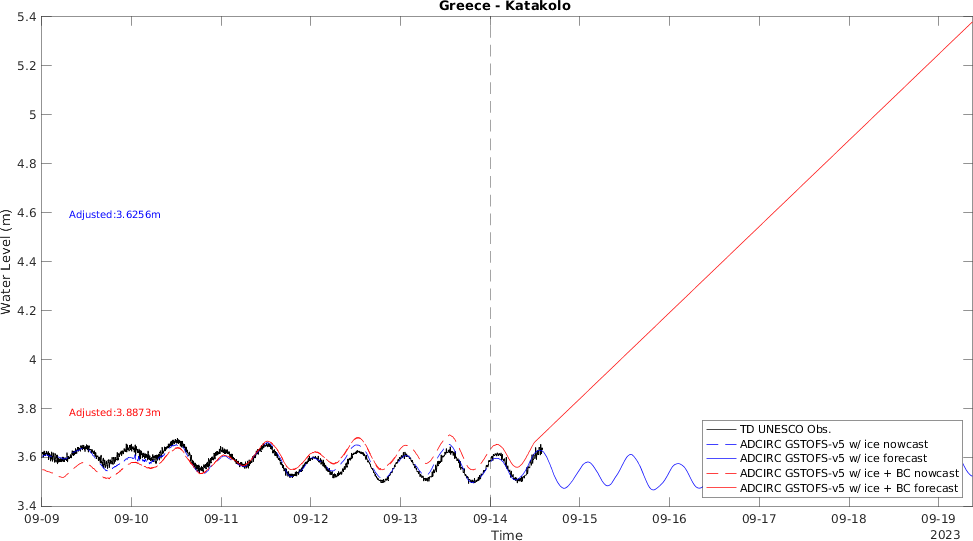 Greece - Katakolo
5.4
5.2
5
4.8
4.6
4.4
4.2
4
3.8
3.6
3.4
Water Level (m)
Adjusted:3.6256m
Adjusted:3.8873m
TD UNESCO Obs.
ADCIRC GSTOFS-v5 w/ ice nowcast
ADCIRC GSTOFS-v5 w/ ice forecast
ADCIRC GSTOFS-v5 w/ ice + BC nowcast
ADCIRC GSTOFS-v5 w/ ice + BC forecast
09-09 09-10 09-11 09-12 09-13 09-14 09-15 09-16 09-17 09-18 09-19
2023
Time